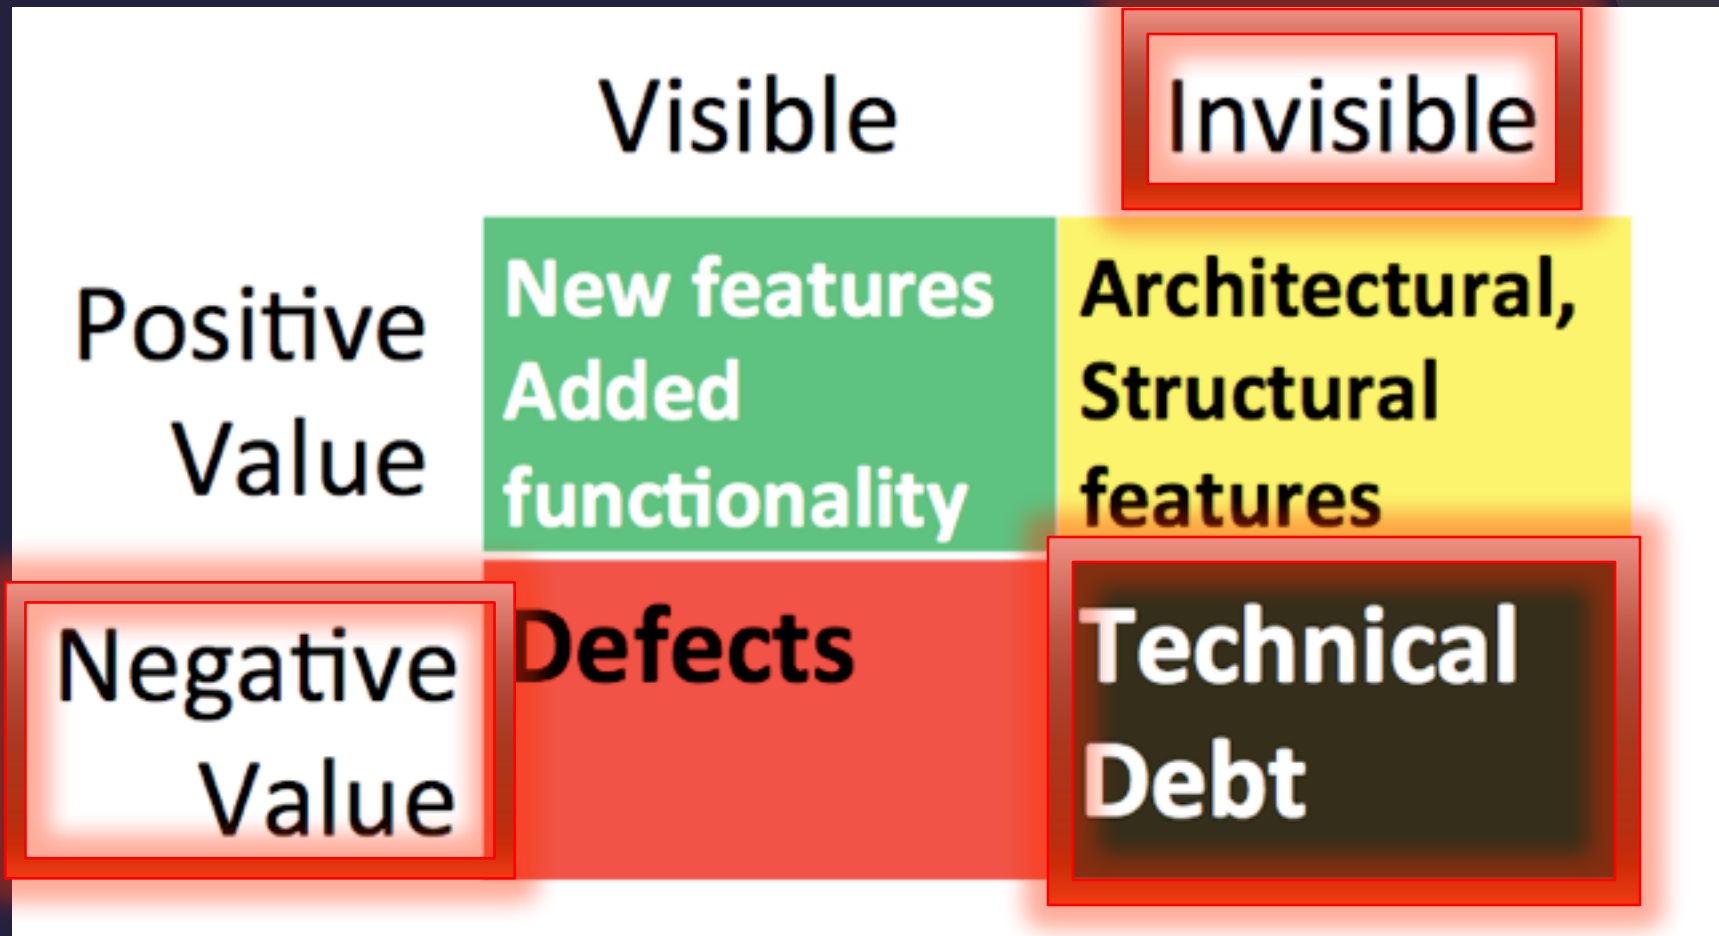 Visible
Invisible
Positive
Value
New features
Added
functionality
Architectural,
Structural
features
Negative
Value
Defects
Technical
Debt